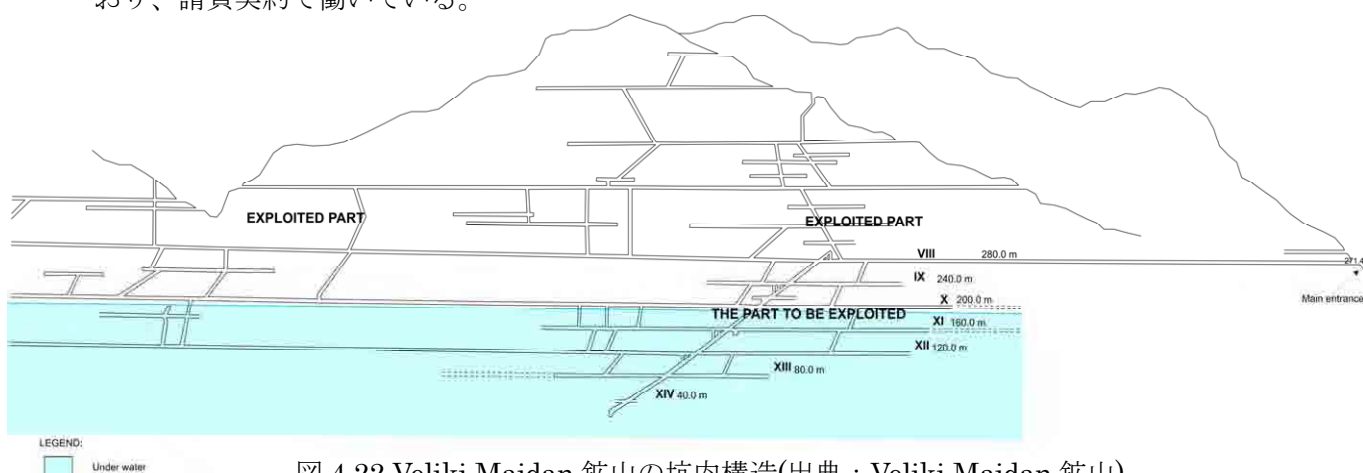 おり、請負契約で働いている。
EXPLOITED PART
EXPLOITED PART
VIII 280.0 m
IX 240.0 m
271.4
Main entrance
X 200.0 m
THE PART TO BE EXPLOITED
XI 160.0 m
XII 120.0 m
XIII 80.0 m
XIV 40.0 m
LEGEND:
Under water
図 4.22 Veliki Majdan 鉱山の坑内構造(出典：Veliki Majdan 鉱山)